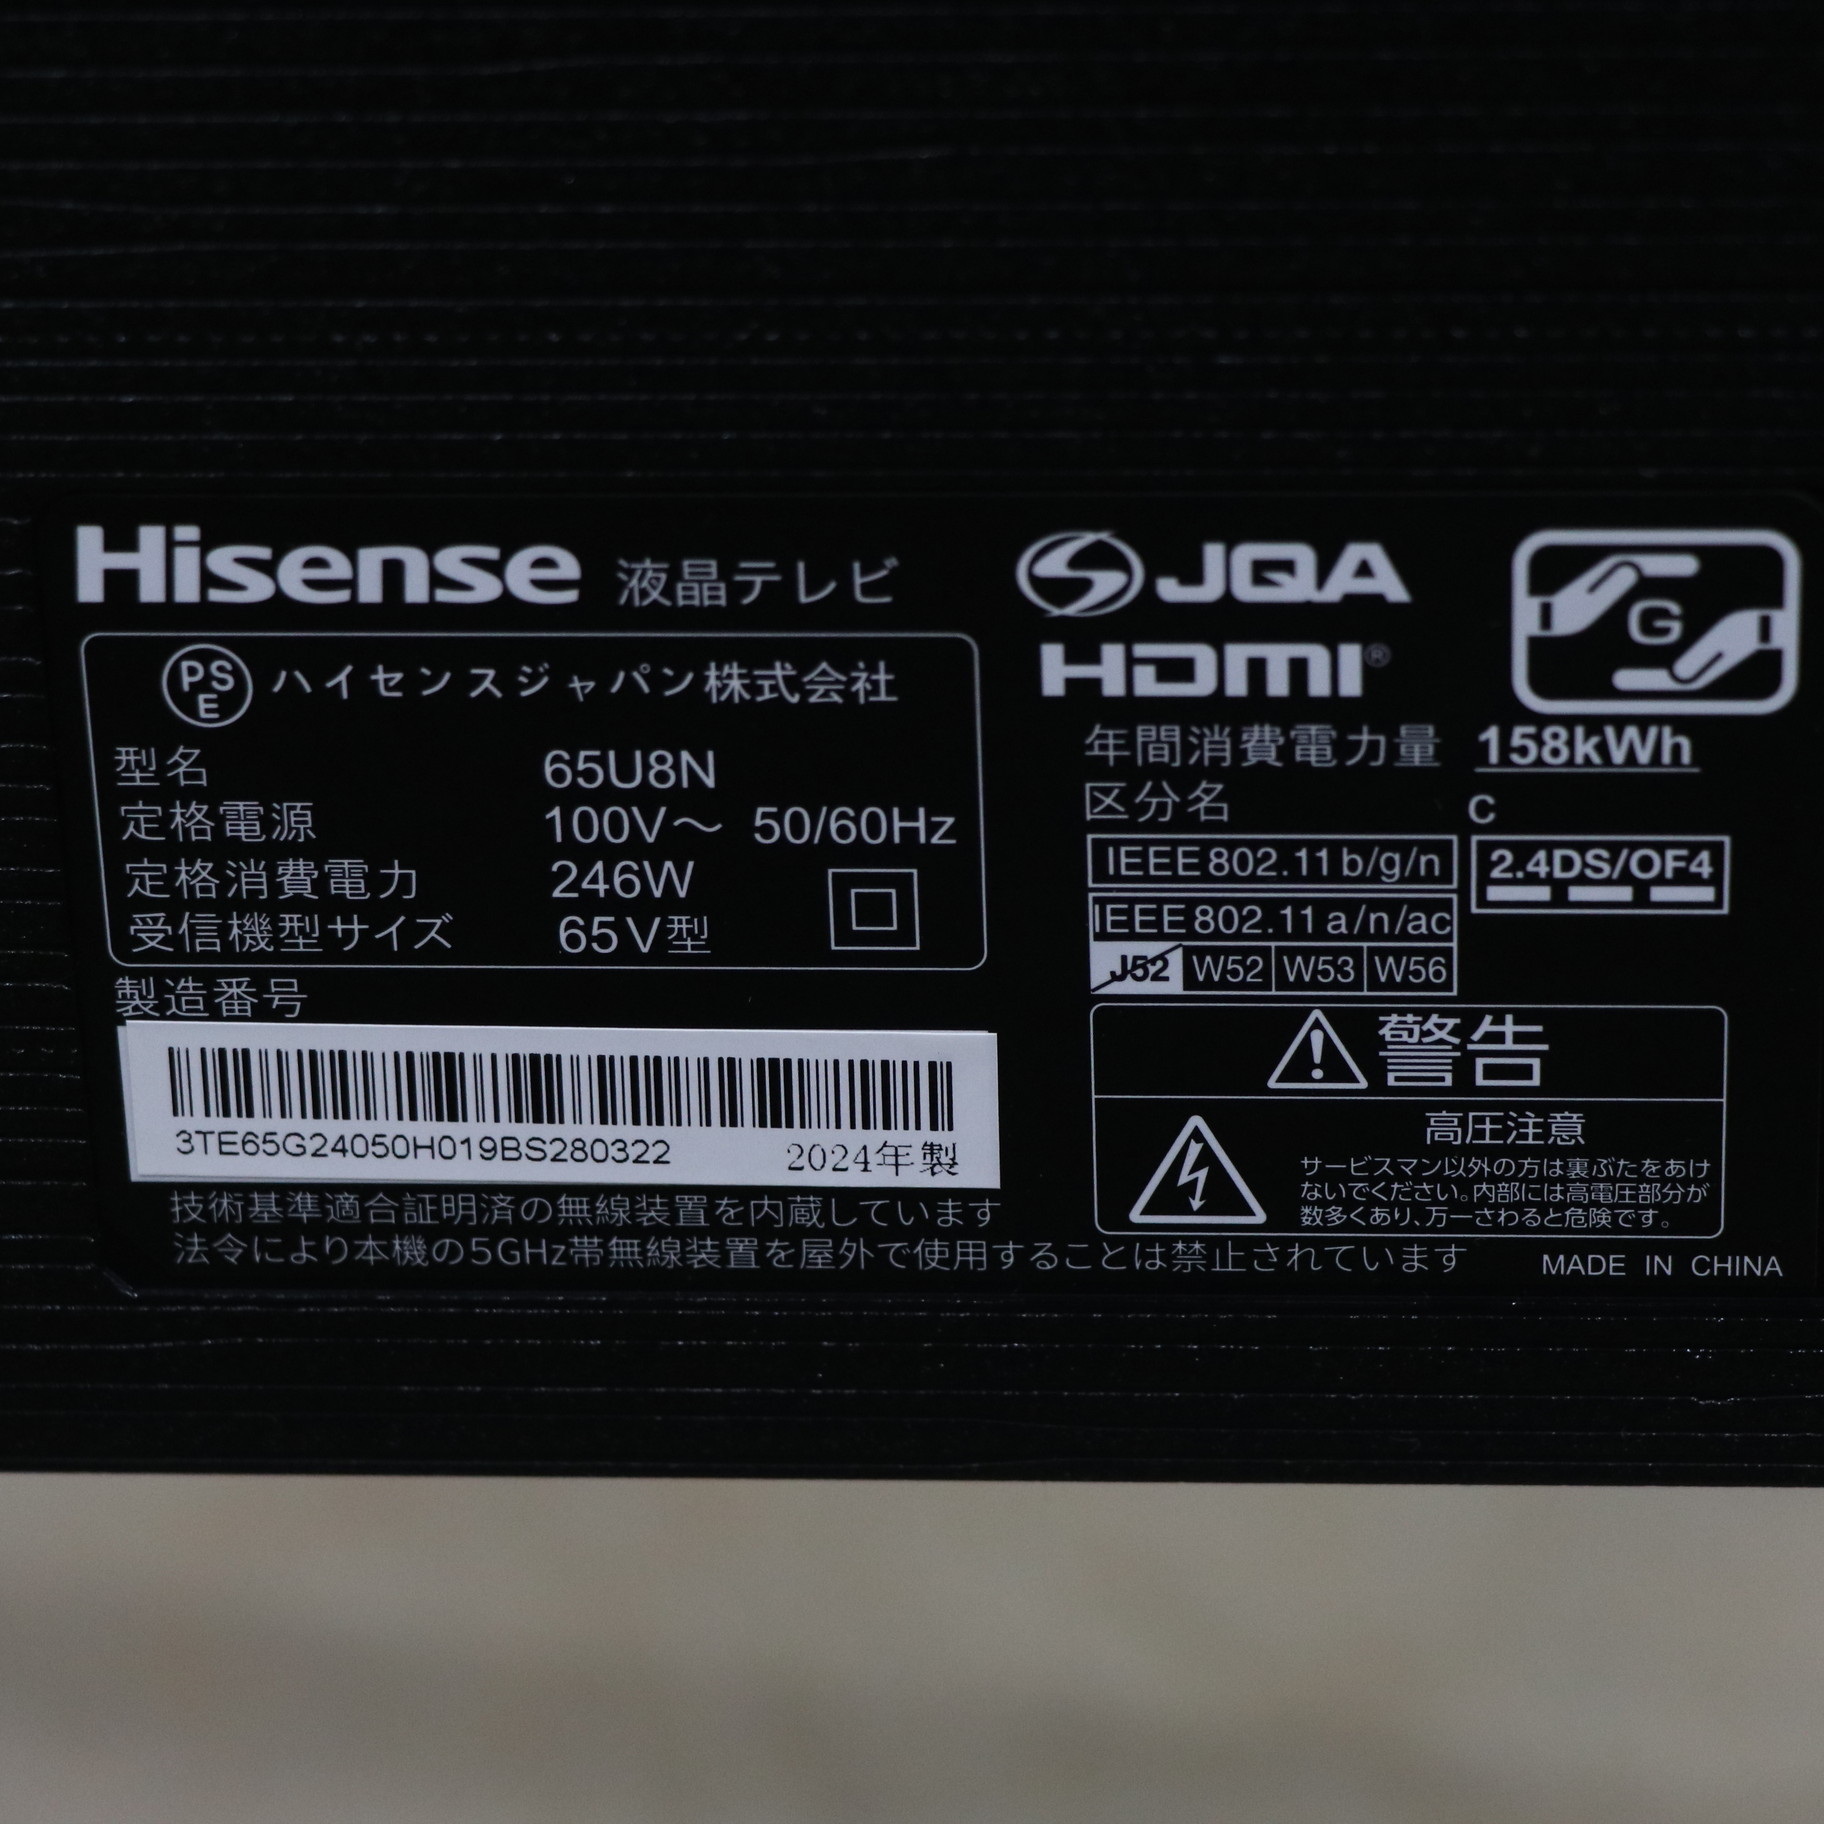 Hisense 液晶テレビ
PSE ハイセンスジャパン株式会社
型名 65U8N
定格電源 100V～ 50/60Hz
定格消費電力 246W
受信機型サイズ 65V型
製造番号
3TE65G24050H019BS280322 2024年製
技術基準適合証明済の無線装置を内蔵しています
法令により本機の5GHz帯無線装置を屋外で使用することは禁止されています
JQA
HDMI®
G
年間消費電力量 158kWh
区分名 C
IEEE802.11b/g/n 2.4DS/OF4
IEEE802.11a/n/ac
J52 W52 W53 W56
警告
高圧注意
サービスマン以外の方は裏ぶたをあけ
ないでください。内部には高電圧部分が
数多くあり、万一さわると危険です。
MADE IN CHINA